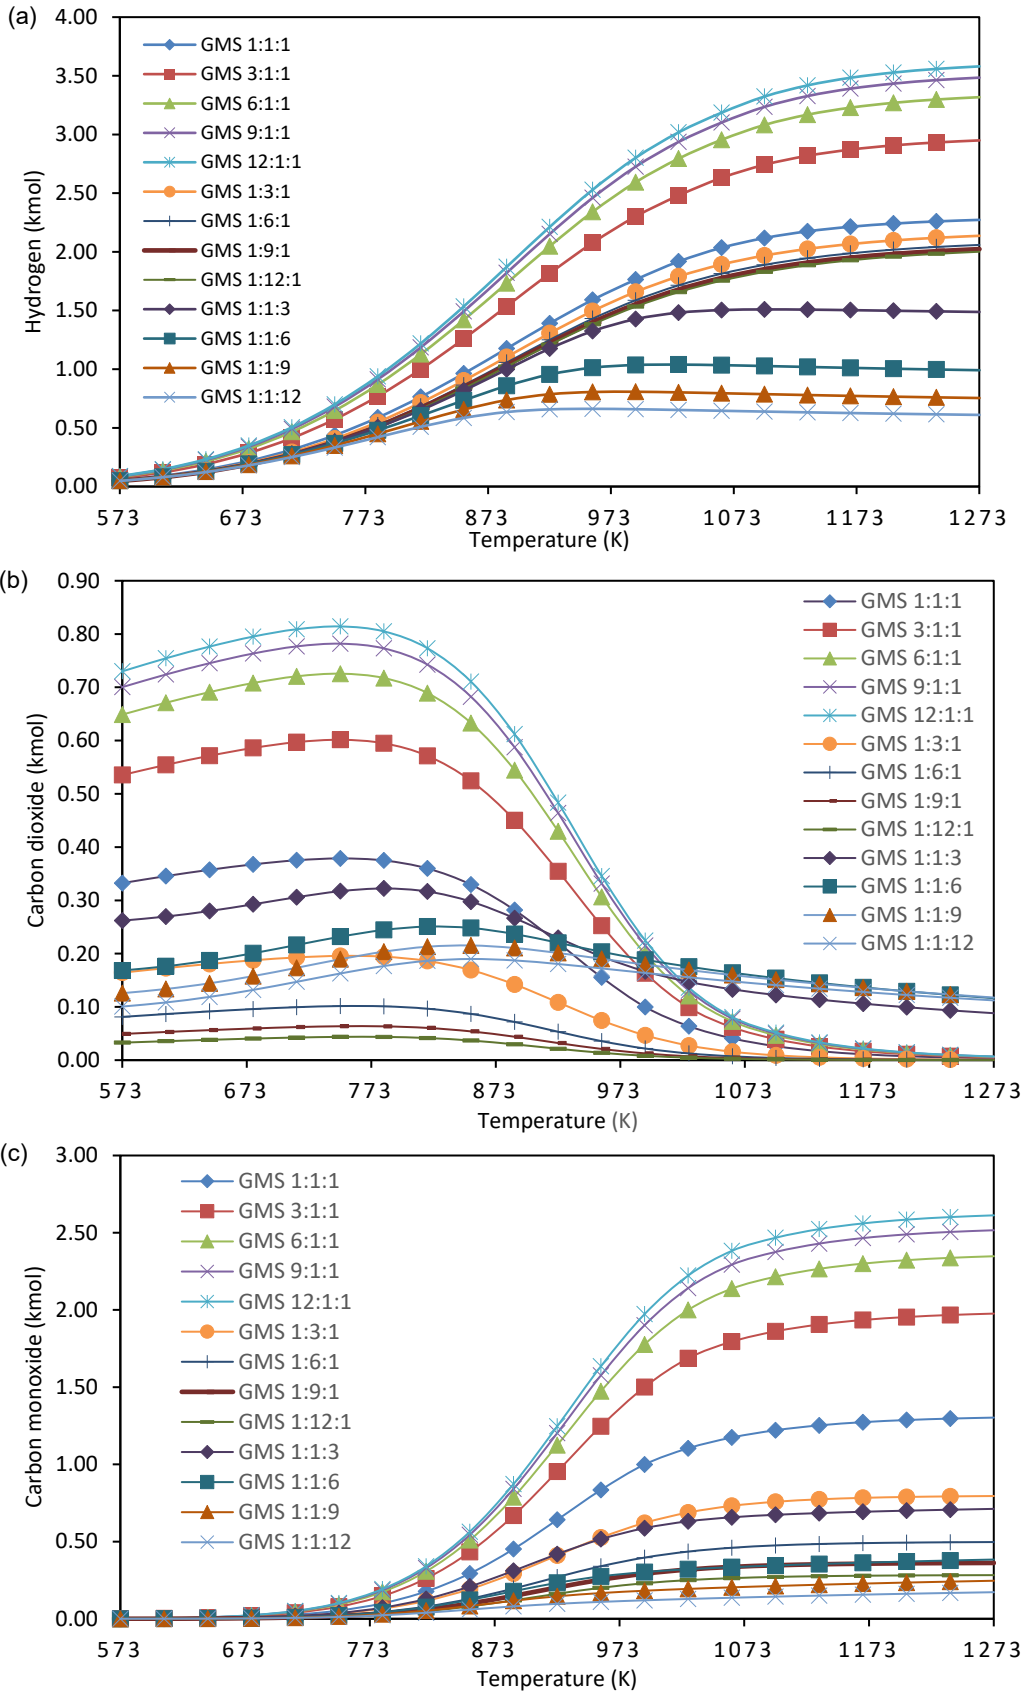 (a)
4.00
3.50
3.00
2.50
2.00
1.50
1.00
0.50
0.00
Hydrogen (kmol)
GMS 1:1:1
GMS 3:1:1
GMS 6:1:1
GMS 9:1:1
GMS 12:1:1
GMS 1:3:1
GMS 1:6:1
GMS 1:9:1
GMS 1:12:1
GMS 1:1:3
GMS 1:1:6
GMS 1:1:9
GMS 1:1:12
573 673 773 873 973 1073 1173 1273
Temperature (K)
(b)
0.90
0.80
0.70
0.60
0.50
0.40
0.30
0.20
0.10
0.00
Carbon dioxide (kmol)
GMS 1:1:1
GMS 3:1:1
GMS 6:1:1
GMS 9:1:1
GMS 12:1:1
GMS 1:3:1
GMS 1:6:1
GMS 1:9:1
GMS 1:12:1
GMS 1:1:3
GMS 1:1:6
GMS 1:1:9
GMS 1:1:12
573 673 773 873 973 1073 1173 1273
Temperature (K)
(c)
3.00
2.50
2.00
1.50
1.00
0.50
0.00
Carbon monoxide (kmol)
GMS 1:1:1
GMS 3:1:1
GMS 6:1:1
GMS 9:1:1
GMS 12:1:1
GMS 1:3:1
GMS 1:6:1
GMS 1:9:1
GMS 1:12:1
GMS 1:1:3
GMS 1:1:6
GMS 1:1:9
GMS 1:1:12
573 673 773 873 973 1073 1173 1273
Temperature (K)